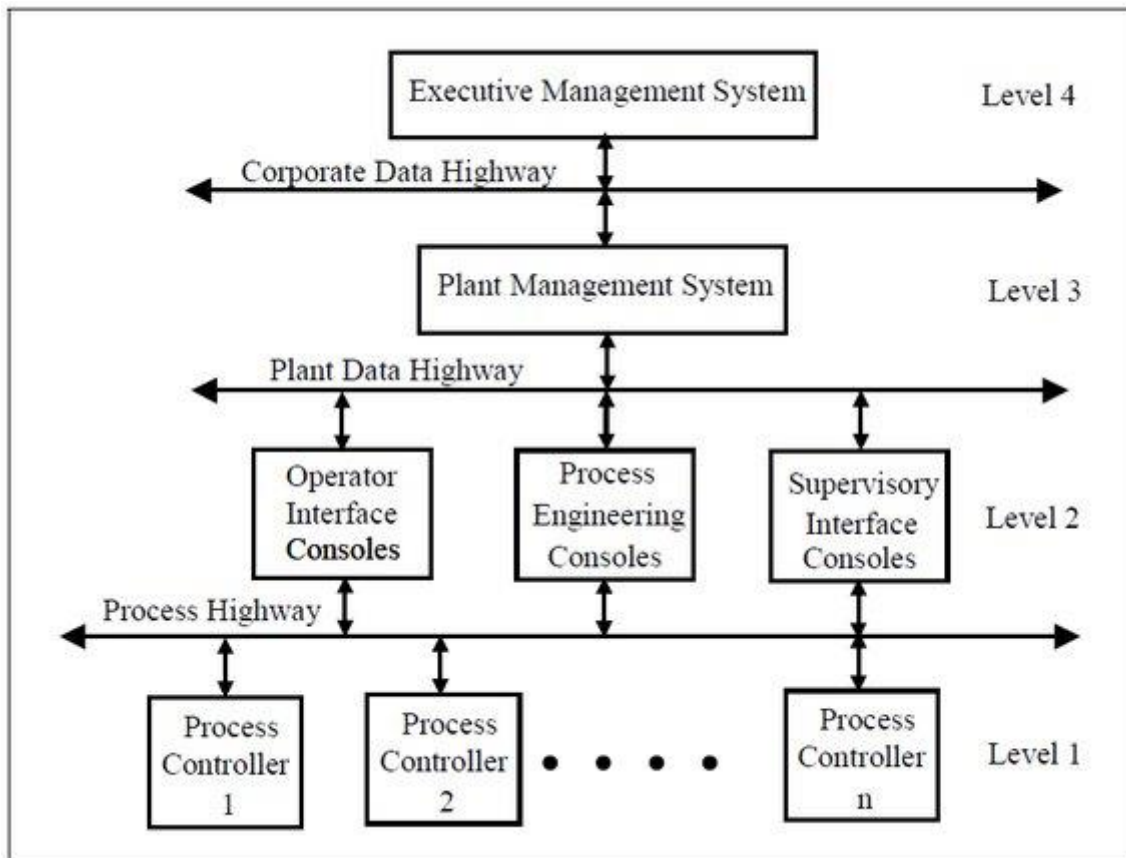 Executive Management System
Level 4
Corporate Data Highway
Plant Management System
Level 3
Plant Data Highway
Operator
Interface
Consoles
Process
Engineering
Consoles
Supervisory
Interface
Consoles
Level 2
Process Highway
Process
Controller
1
Process
Controller
2
Process
Controller
n
Level 1